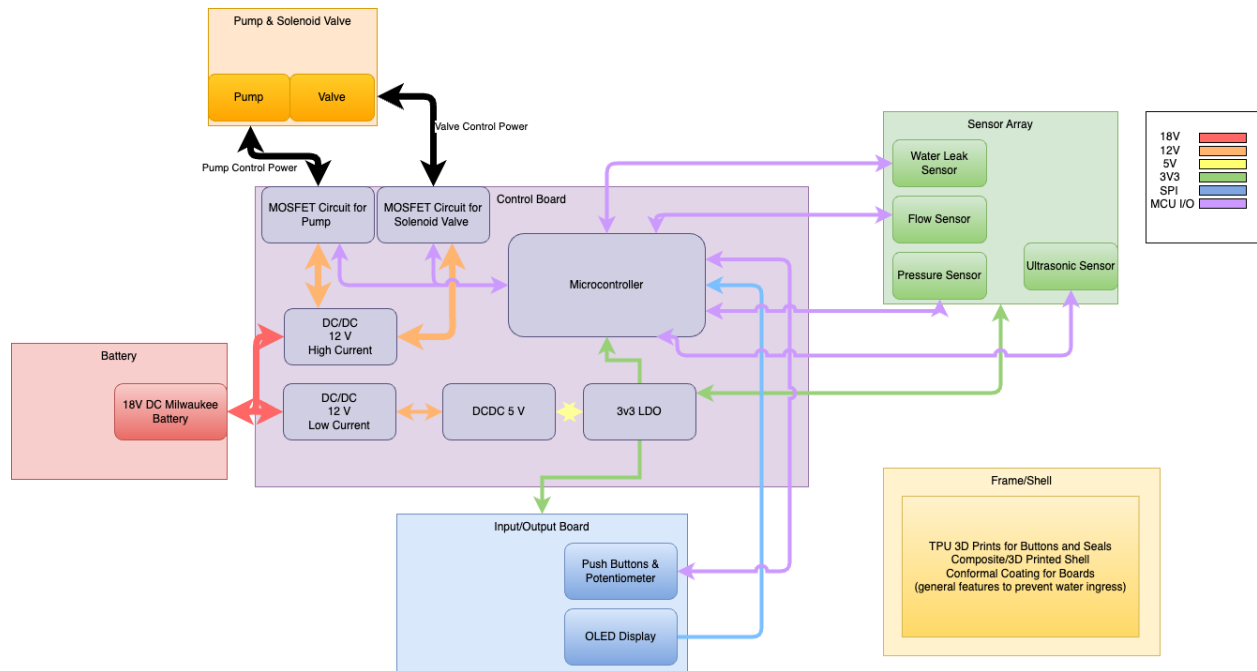 Pump & Solenoid Valve
Pump
Valve
Valve Control Power
Pump Control Power
Control Board
MOSFET Circuit for
Pump
MOSFET Circuit for
Solenoid Valve
Microcontroller
DC/DC
12 V
High Current
DC/DC
12 V
Low Current
DCDC 5 V
3v3 LDO
Battery
18V DC Milwaukee
Battery
Sensor Array
Water Leak
Sensor
Flow Sensor
Pressure Sensor
Ultrasonic Sensor
18V
12V
5V
3V3
SPI
MCU I/O
Input/Output Board
Push Buttons &
Potentiometer
OLED Display
Frame/Shell
TPU 3D Prints for Buttons and Seals
Composite/3D Printed Shell
Conformal Coating for Boards
(general features to prevent water ingress)